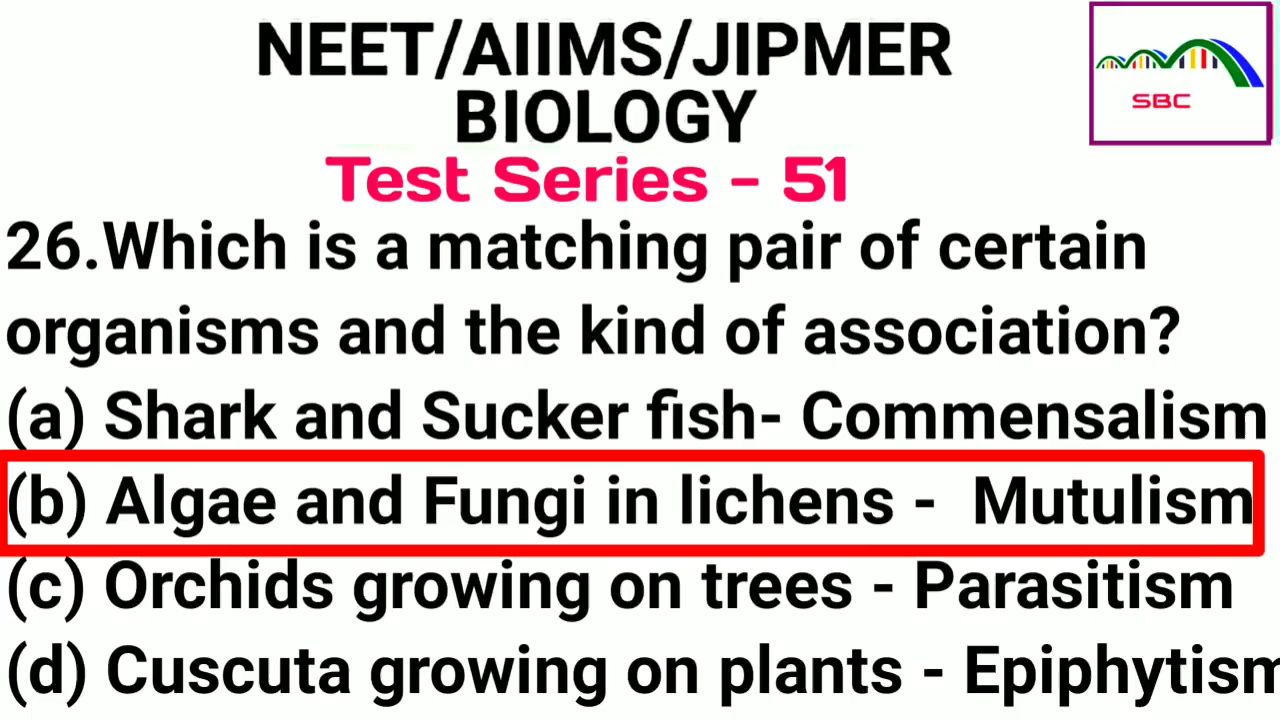 NEET/AIIMS/JIPMER
BIOLOGY
SBC
Test Series - 51
26.Which is a matching pair of certain
organisms and the kind of association?
(a) Shark and Sucker fish- Commensalism
(b) Algae and Fungi in lichens - Mutulism
(c) Orchids growing on trees - Parasitism
(d) Cuscuta growing on plants - Epiphytism